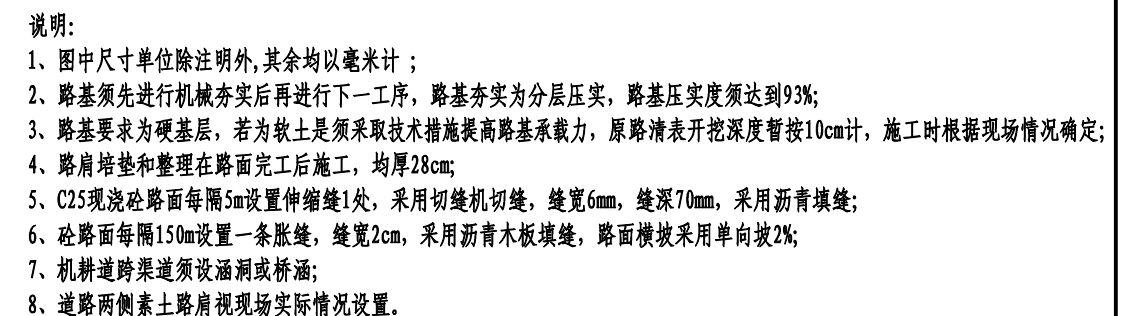 说明:
1、图中尺寸单位除注明外,其余均以毫米计 ;
2、路基须先进行机械夯实后再进行下一工序，路基夯实为分层压实，路基压实度须达到93%;
3、路基要求为硬基层，若为软土是须采取技术措施提高路基承载力，原路清表开挖深度暂按10cm计，施工时根据现场情况确定;
4、路肩培垫和整理在路面完工后施工，均厚28cm;
5、C25现浇砼路面每隔5m设置伸缩缝1处，采用切缝机切缝，缝宽6mm，缝深70mm，采用沥青填缝;
6、砼路面每隔150m设置一条胀缝，缝宽2cm，采用沥青木板填缝，路面横坡采用单向坡2%;
7、机耕道跨渠道须设涵洞或桥涵;
8、道路两侧素土路肩视现场实际情况设置。